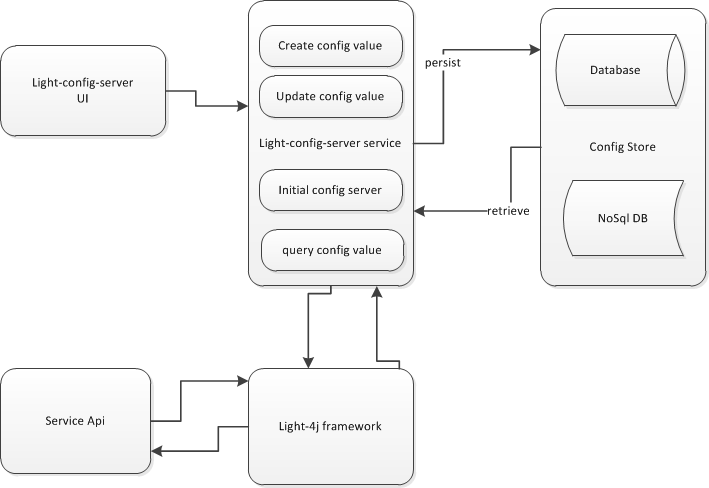 Light-config-server
UI
Create config value
Update config value
Light-config-server service
Initial config server
query config value
persist
retrieve
Database
Config Store
NoSql DB
Service Api
Light-4j framework